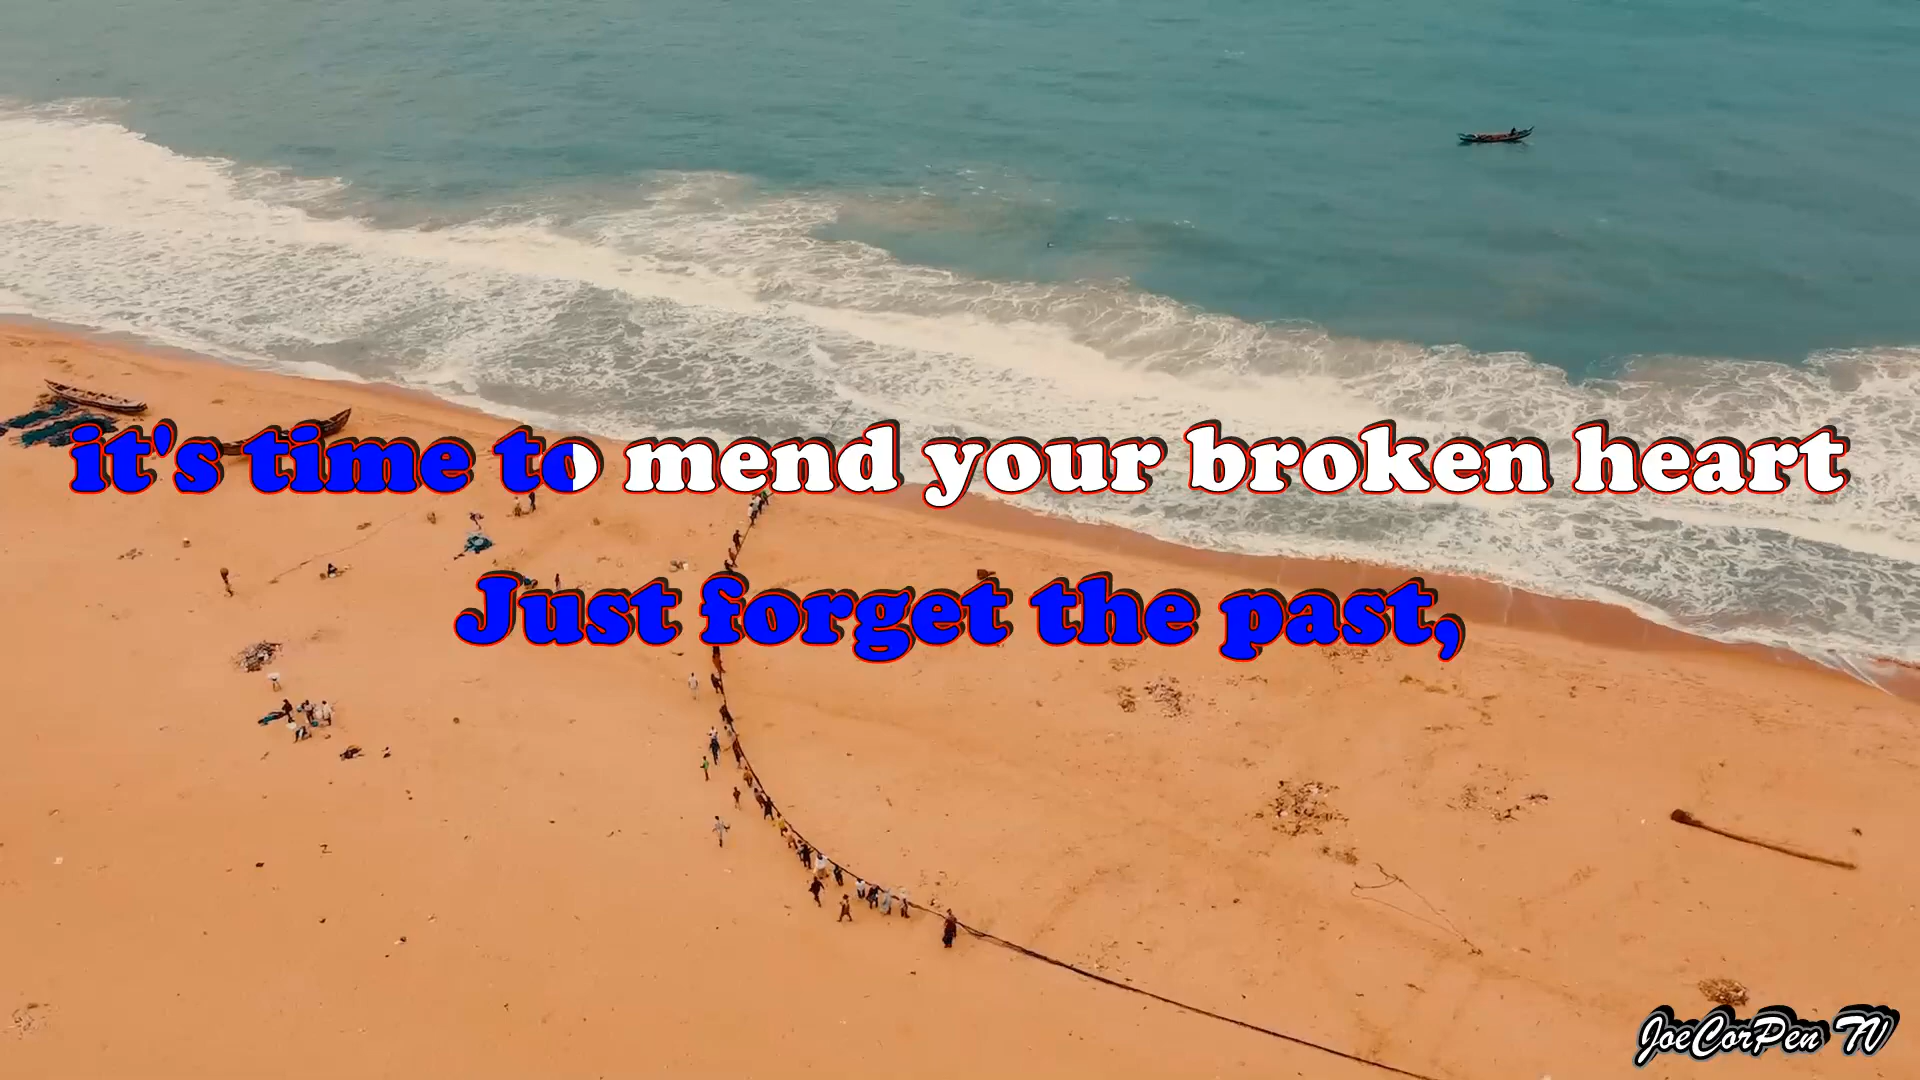 it's time to mend your broken heart
Just forget the past,
JoeCorPen TV